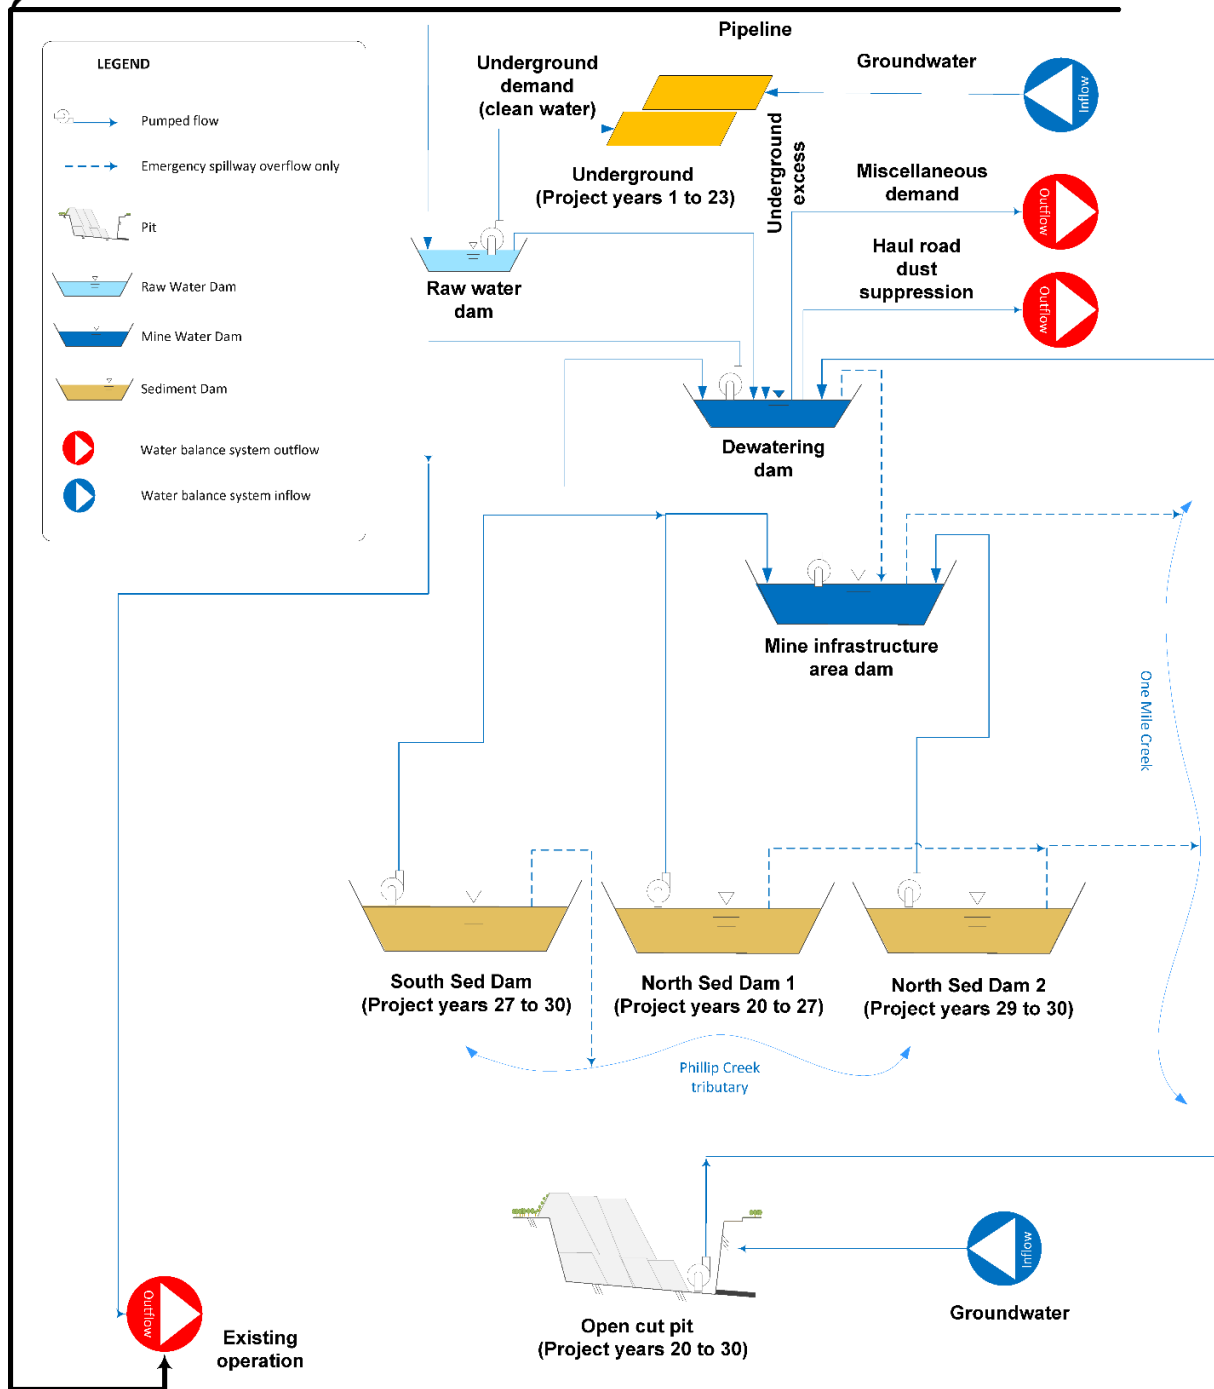 Pipeline
LEGEND
Pumped flow
Emergency spillway overflow only
Pit
Raw Water Dam
Mine Water Dam
Sediment Dam
Water balance system outflow
Water balance system inflow
Underground
demand
(clean water)
Groundwater
Inflow
Underground
(Project years 1 to 23)
Underground
excess
Miscellaneous
demand
Outflow
Haul road
dust
suppression
Outflow
Raw water
dam
Dewatering
dam
Mine infrastructure
area dam
One Mile Creek
South Sed Dam
(Project years 27 to 30)
North Sed Dam 1
(Project years 20 to 27)
North Sed Dam 2
(Project years 29 to 30)
Phillip Creek
tributary
Open cut pit
(Project years 20 to 30)
Inflow
Groundwater
Outflow
Existing
operation